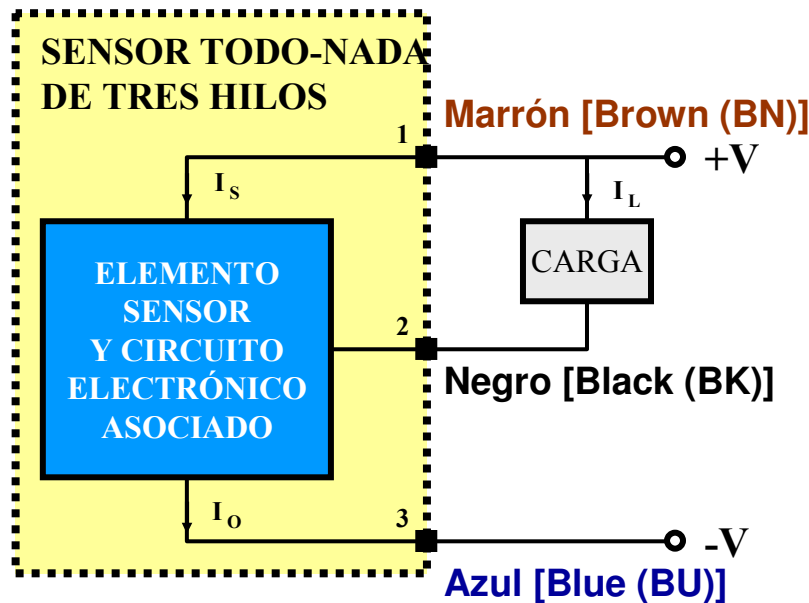 SENSOR TODO-NADA
DE TRES HILOS
Marrón [Brown (BN)]
1
+V
I S
I L
ELEMENTO
SENSOR
Y CIRCUITO
ELECTRÓNICO
ASOCIADO
CARGA
2
Negro [Black (BK)]
I O
3
-V
Azul [Blue (BU)]